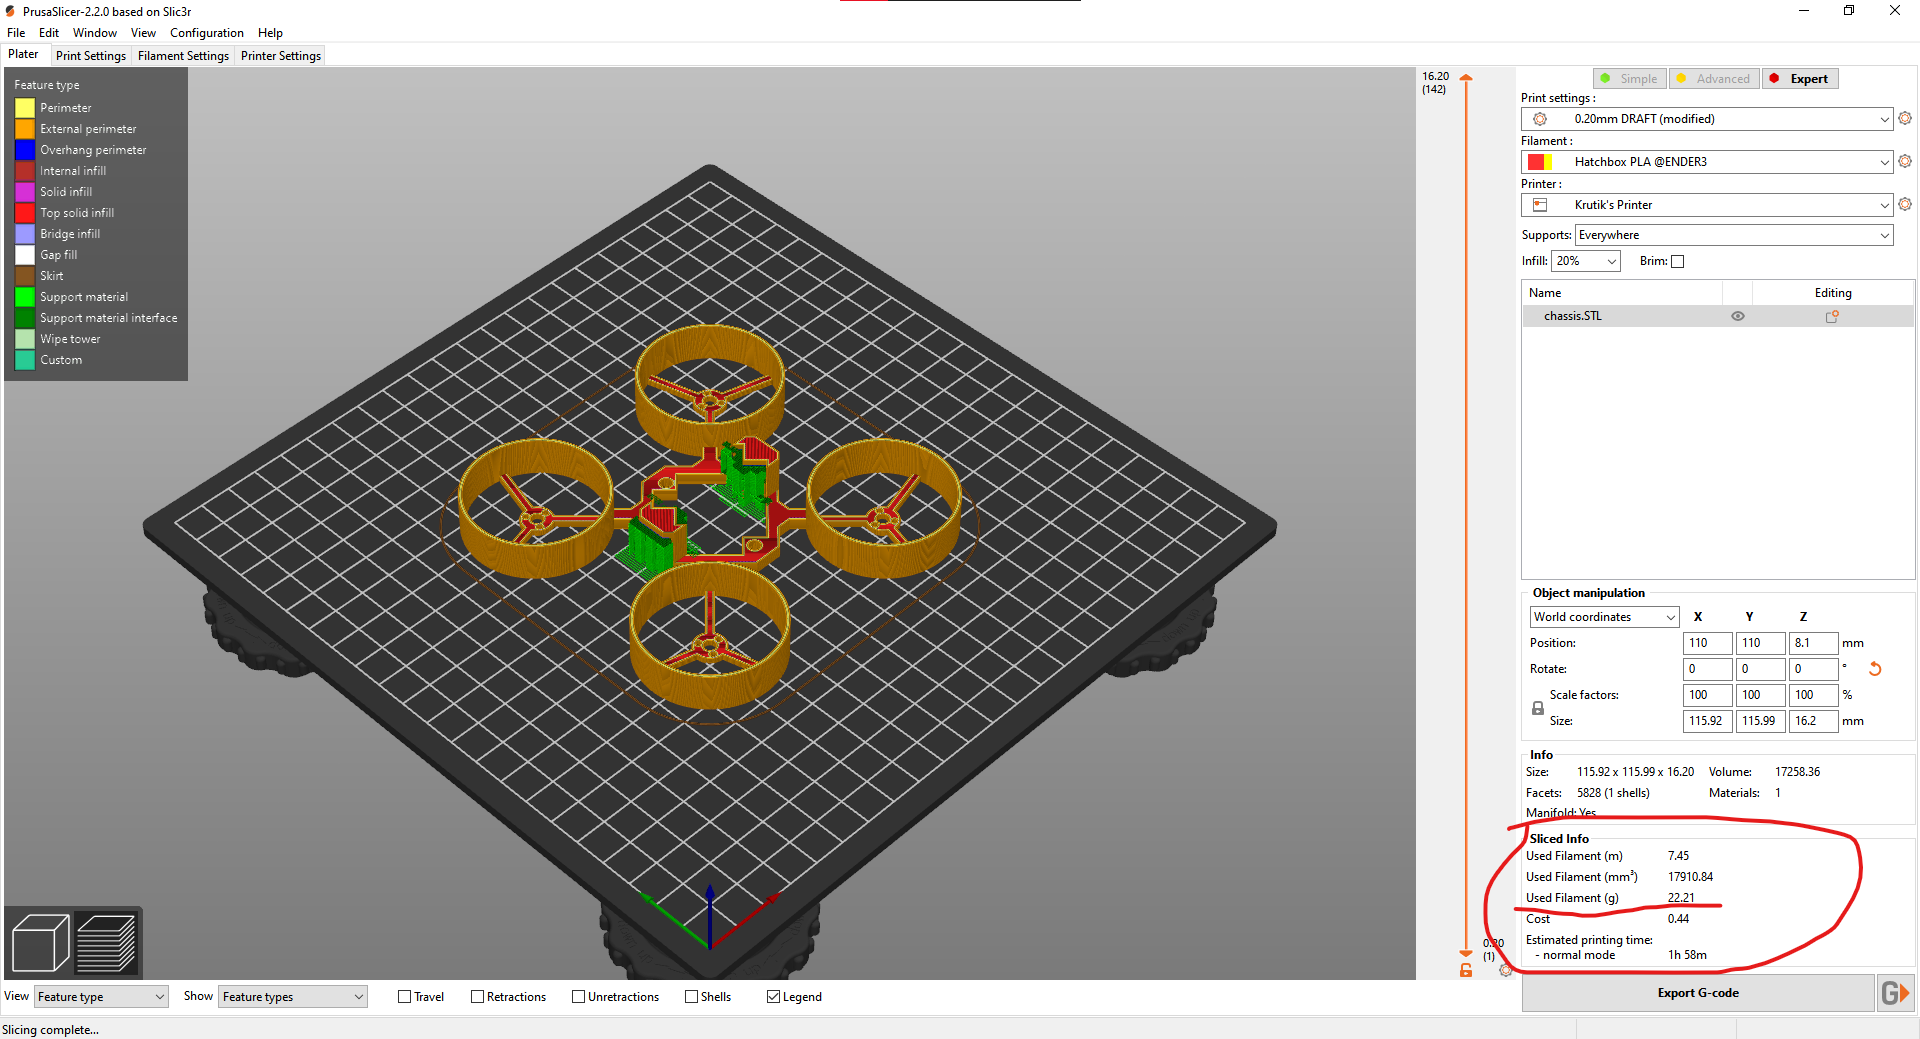 PrusaSlicer-2.2.0 based on Slic3r
File Edit Window View Configuration Help
Plater Print Settings Filament Settings Printer Settings
Feature type
Perimeter
External perimeter
Overhang perimeter
Internal infill
Solid infill
Top solid infill
Bridge infill
Gap fill
Skirt
Support material
Support material interface
Wipe tower
Custom
16.20
(142)
0.20
(1)
Simple Advanced Expert
Print settings :
0.20mm DRAFT (modified)
Filament :
Hatchbox PLA @ENDER3
Printer :
Krutik's Printer
Supports: Everywhere
Infill: 20% Brim:
Name Editing
chassis.STL
Object manipulation
World coordinates X Y Z
Position: 110 110 8.1 mm
Rotate: 0 0 0 °
Scale factors: 100 100 100 %
Size: 115.92 115.99 16.2 mm
Info
Size: 115.92 x 115.99 x 16.20 Volume: 17258.36
Facets: 5828 (1 shells) Materials: 1
Manifold: Yes
Sliced Info
Used Filament (m) 7.45
Used Filament (mm³) 17910.84
Used Filament (g) 22.21
Cost 0.44
Estimated printing time:
- normal mode 1h 58m
View Feature type Show Feature types Travel Retractions Unretractions Shells Legend
Export G-code
G
Slicing complete...